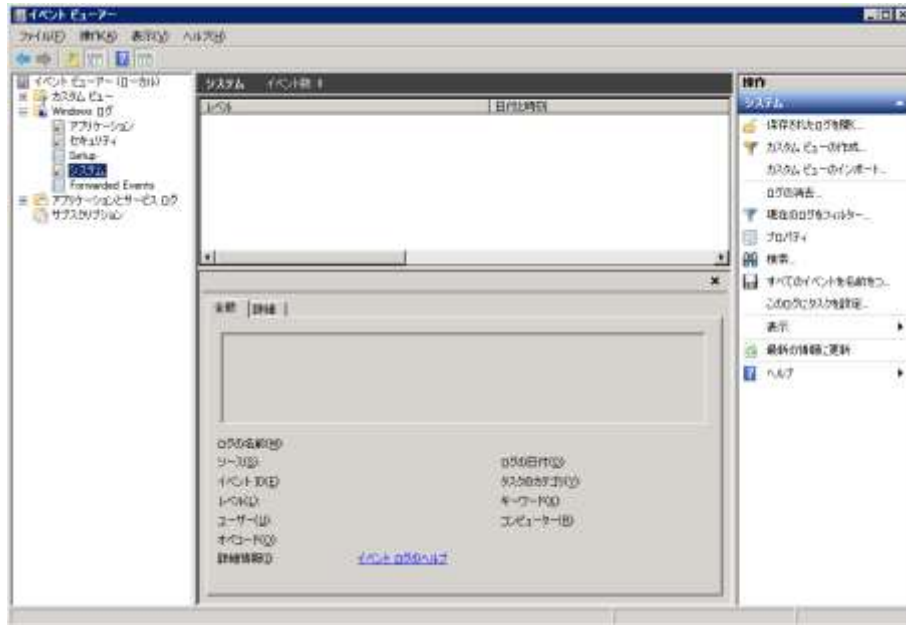 イベント ビューアー
ファイル(F) 操作(A) 表示(V) ヘルプ(H)
イベント ビューアー (ローカル)
カスタム ビュー
Windows ログ
アプリケーション
セキュリティ
Setup
システム
Forwarded Events
アプリケーションとサービス ログ
サブスクリプション
システム イベント数
レベル 日付と時刻
全般 詳細
ログの名前(M)
ソース(S) ログの日付(D)
イベント ID(E) タスクのカテゴリ(Y)
レベル(L) キーワード(K)
ユーザー(U) コンピューター(R)
オペコード(O)
詳細情報(I) イベント ログのヘルプ
操作
システム
保存されたログを開く...
カスタム ビューの作成...
カスタム ビューのインポート...
ログの消去...
現在のログをフィルター...
プロパティ
検索...
すべてのイベントを名前をつ...
このログにタスクを設定...
表示
最新の情報に更新
ヘルプ